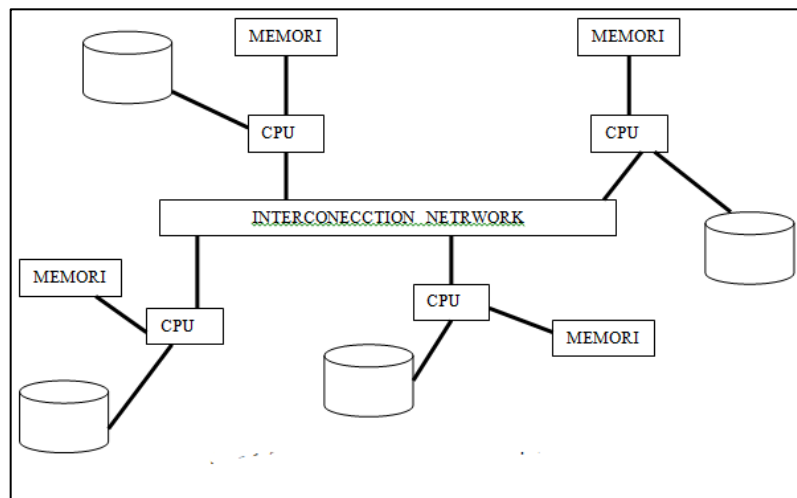 MEMORI
MEMORI
CPU
CPU
INTERCONECCTION NETRWORK
MEMORI
CPU
CPU
MEMORI